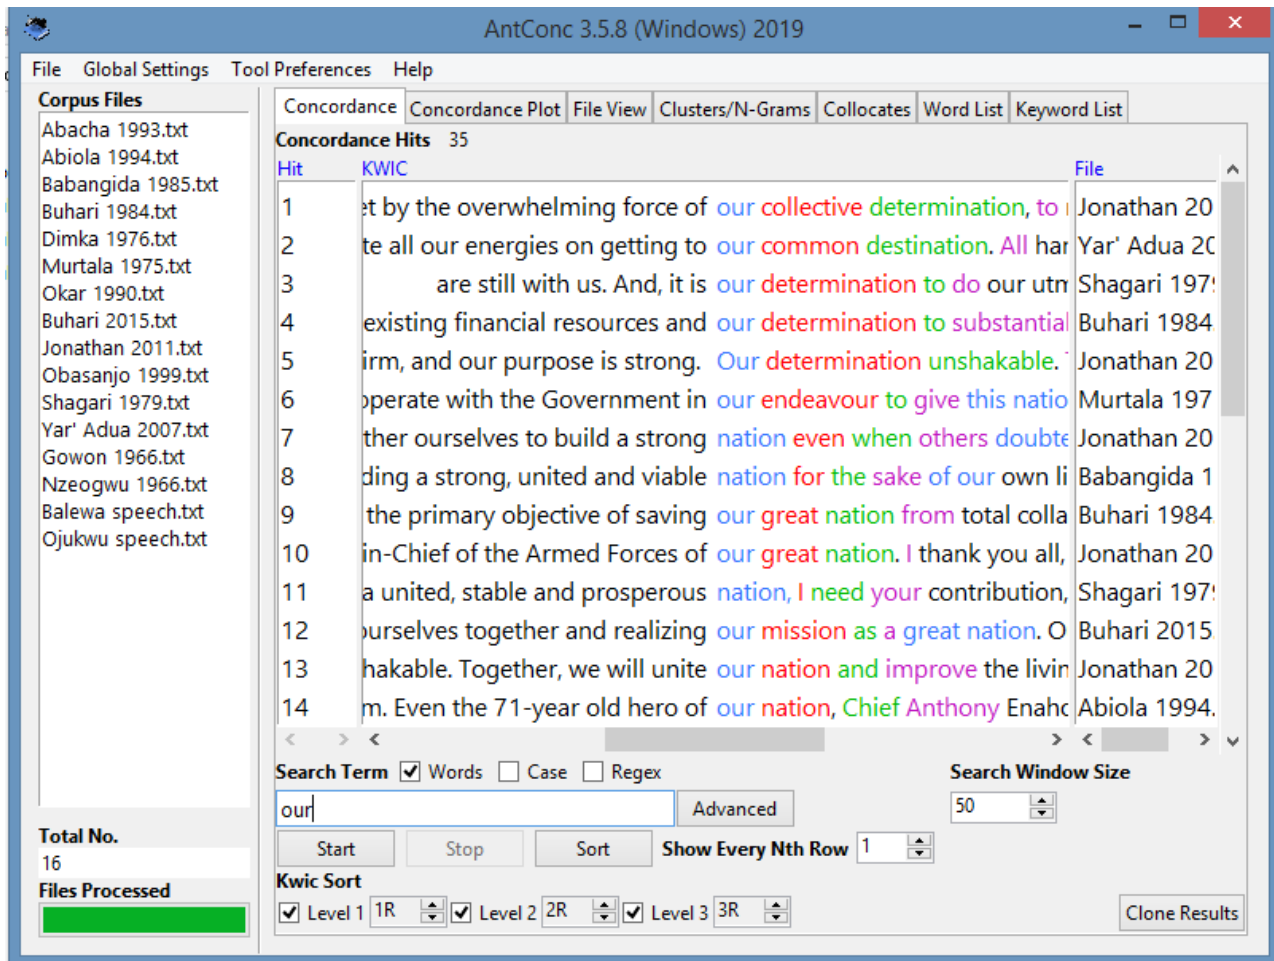 AntConc 3.5.8 (Windows) 2019
File Global Settings Tool Preferences Help
Corpus Files
Abacha 1993.txt
Abiola 1994.txt
Babangida 1985.txt
Buhari 1984.txt
Dimka 1976.txt
Murtala 1975.txt
Okar 1990.txt
Buhari 2015.txt
Jonathan 2011.txt
Obasanjo 1999.txt
Shagari 1979.txt
Yar' Adua 2007.txt
Gowon 1966.txt
Nzeogwu 1966.txt
Balewa speech.txt
Ojukwu speech.txt
Total No.
16
Files Processed
Concordance Concordance Plot File View Clusters/N-Grams Collocates Word List Keyword List
Concordance Hits 35
Hit KWIC File
1 by the overwhelming force of our collective determination, to Jonathan 20
2 all our energies on getting to our common destination. All Yar' Adua 20
3 are still with us. And, it is our determination to do our Shagari 197
4 existing financial resources and our determination to Buhari 1984
5 and our purpose is strong. Our determination unshakable. Jonathan 20
6 with the Government in our endeavour to give this Murtala 197
7 ourselves to build a strong nation even when others Jonathan 20
8 a strong, united and viable nation for the sake of our own Babangida 1
9 the primary objective of saving our great nation from total Buhari 1984
10 in-Chief of the Armed Forces of our great nation. I thank you all, Jonathan 20
11 a united, stable and prosperous nation, I need your contribution, Shagari 197
12 ourselves together and realizing our mission as a great nation. O Buhari 2015
13 Together, we will unite our nation and improve the Jonathan 20
14 Even the 71-year old hero of our nation, Chief Anthony Abiola 1994.
Search Term Words Case Regex Search Window Size
our Advanced 50
Start Stop Sort Show Every Nth Row 1
Kwic Sort
Level 1 1R Level 2 2R Level 3 3R Clone Results